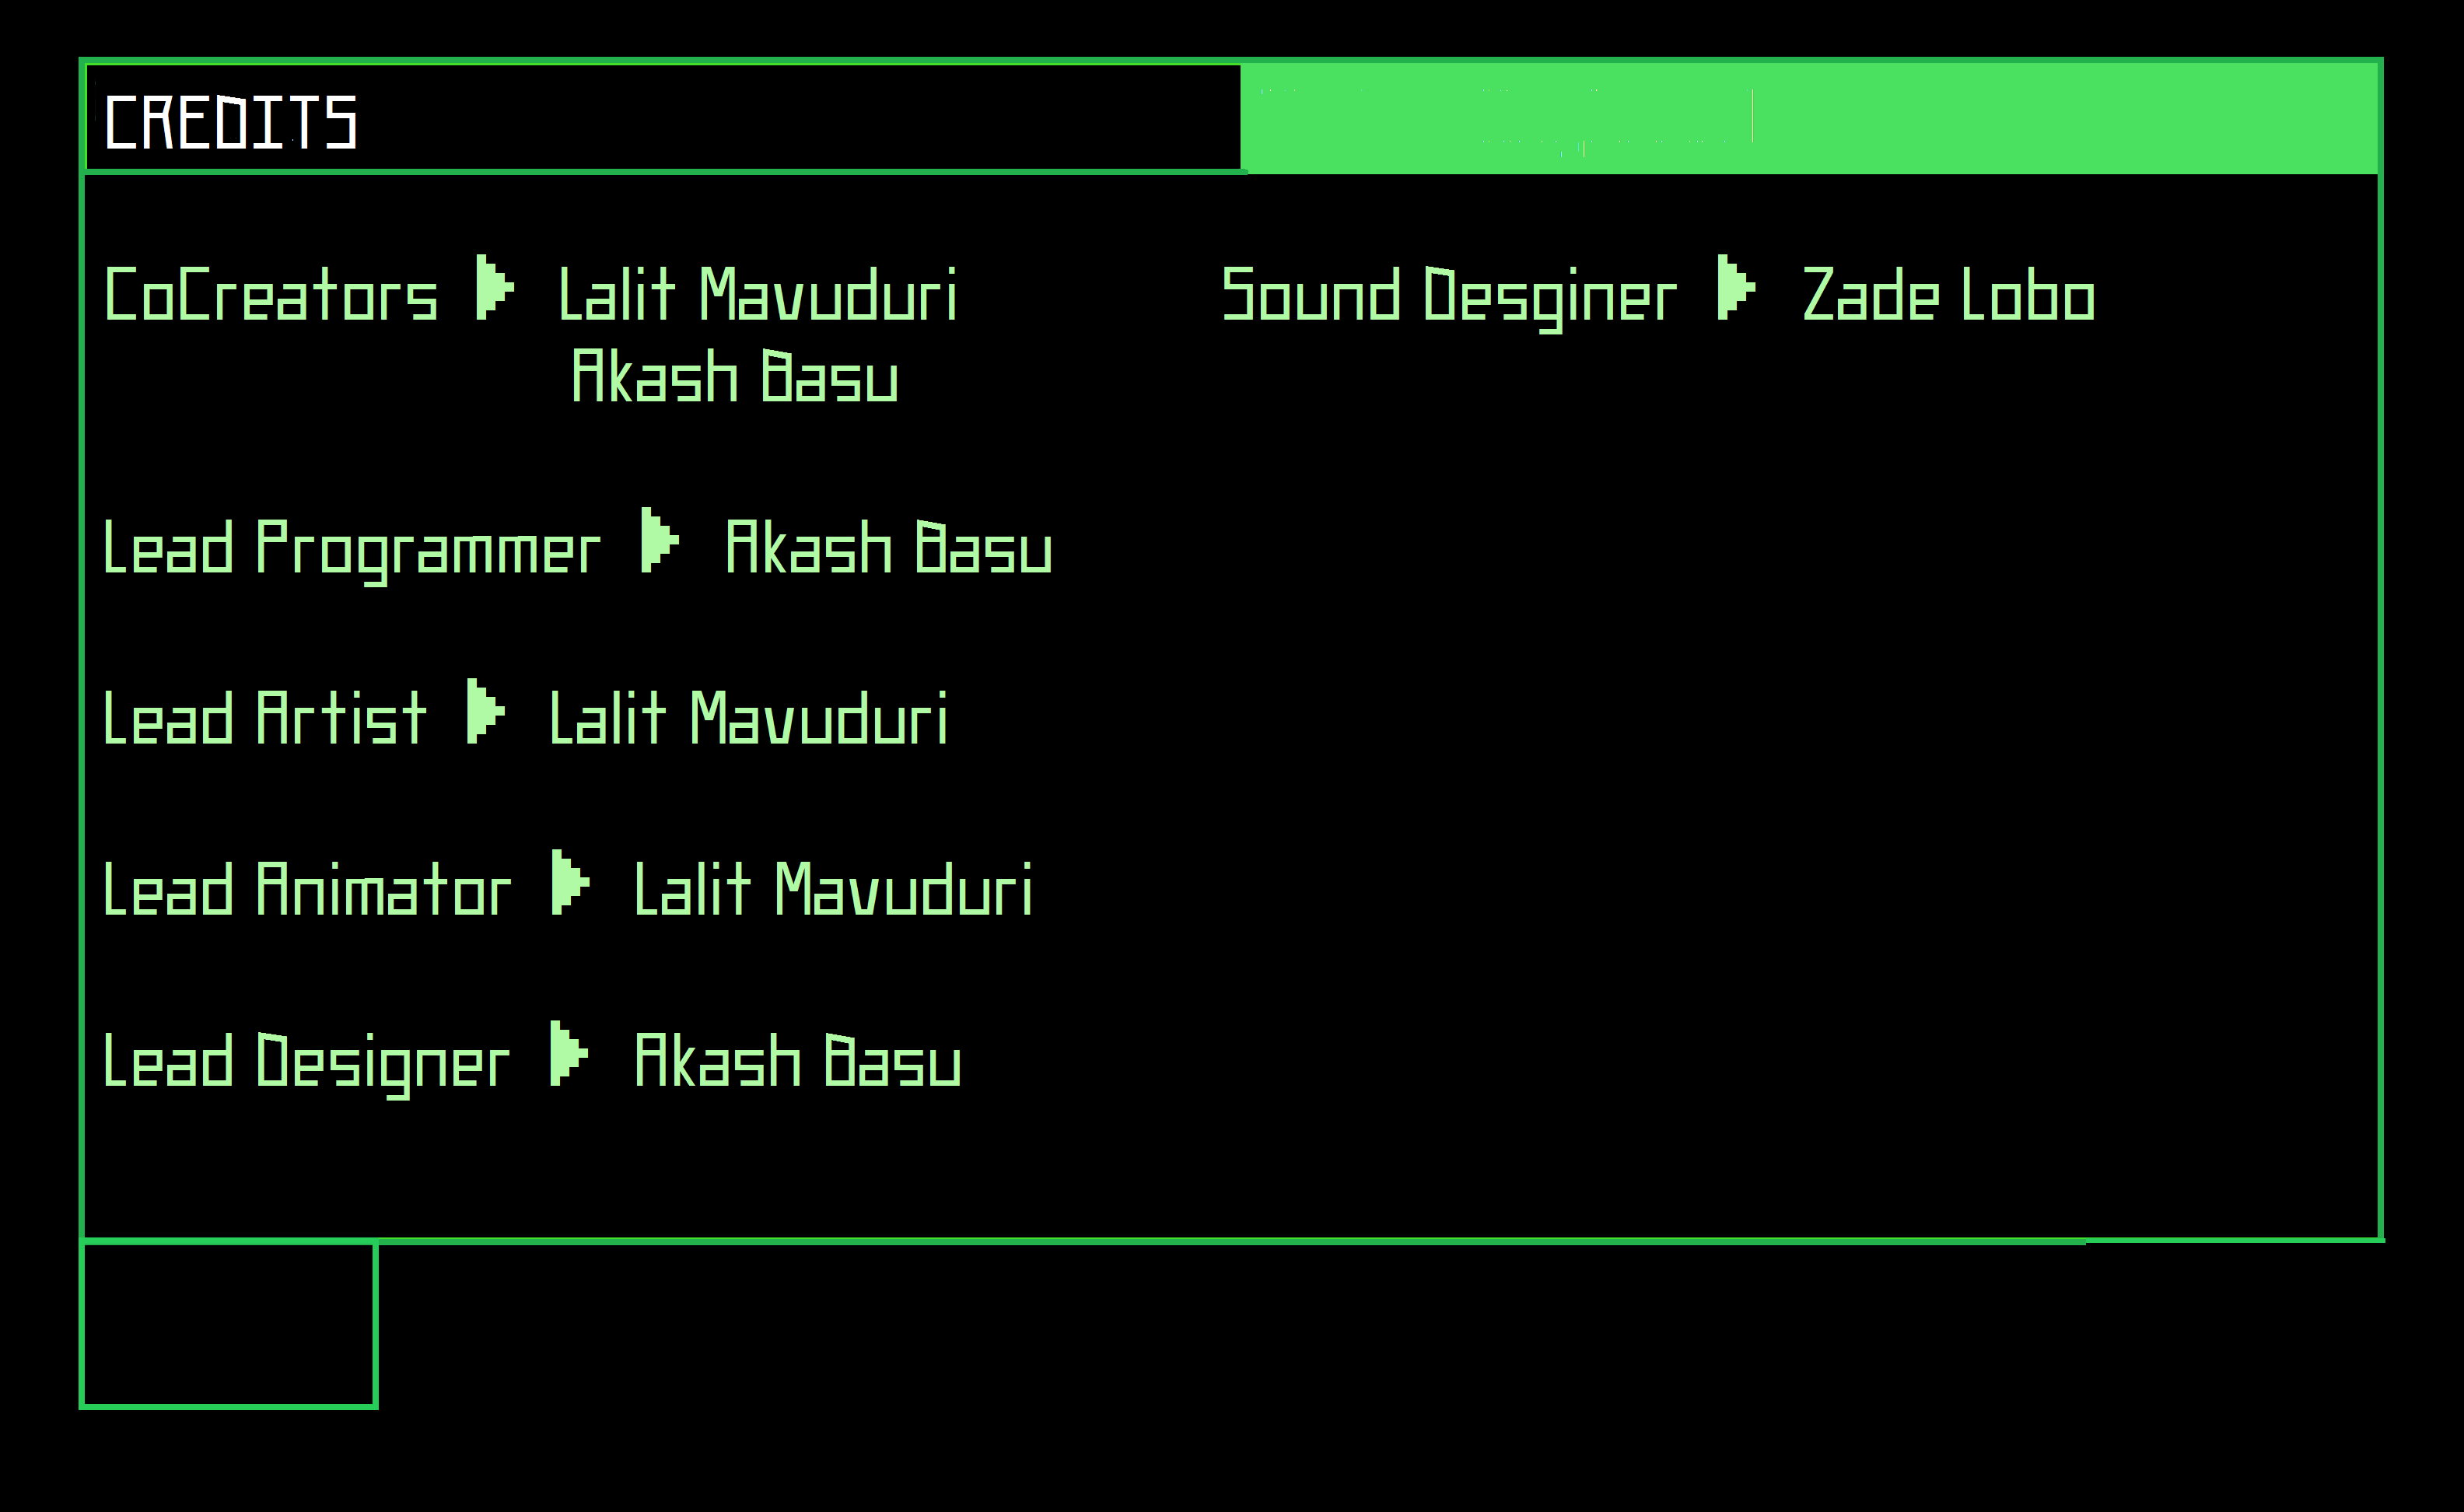 CREDITS
CoCreators ▶ Lalit Mavuduri
Akash Basu
Sound Desginer ▶ Zade Lobo
Lead Programmer ▶ Akash Basu
Lead Artist ▶ Lalit Mavuduri
Lead Animator ▶ Lalit Mavuduri
Lead Designer ▶ Akash Basu